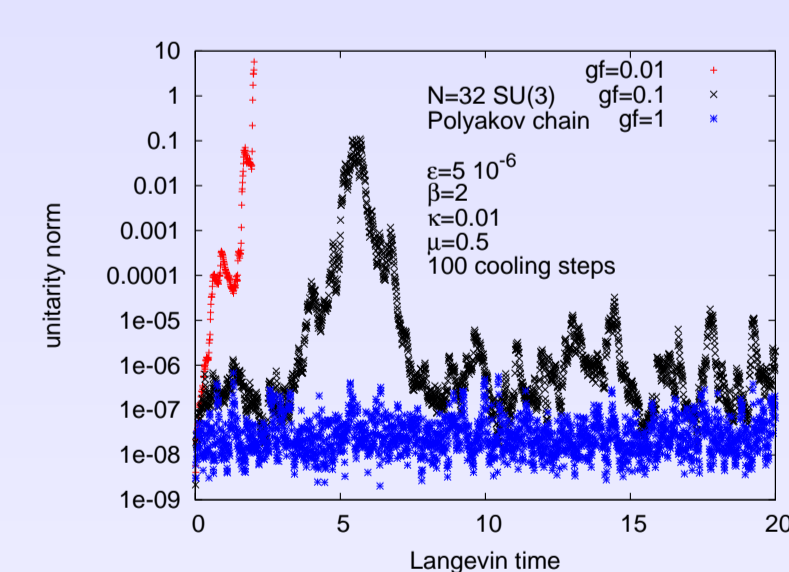 10
1
0.1
0.01
0.001
0.0001
1e-05
1e-06
1e-07
1e-08
1e-09
unitarity norm
gf=0.01
N=32 SU(3) gf=0.1
Polyakov chain gf=1
ε=5 10^-6
β=2
κ=0.01
μ=0.5
100 cooling steps
0 5 10 15 20
Langevin time